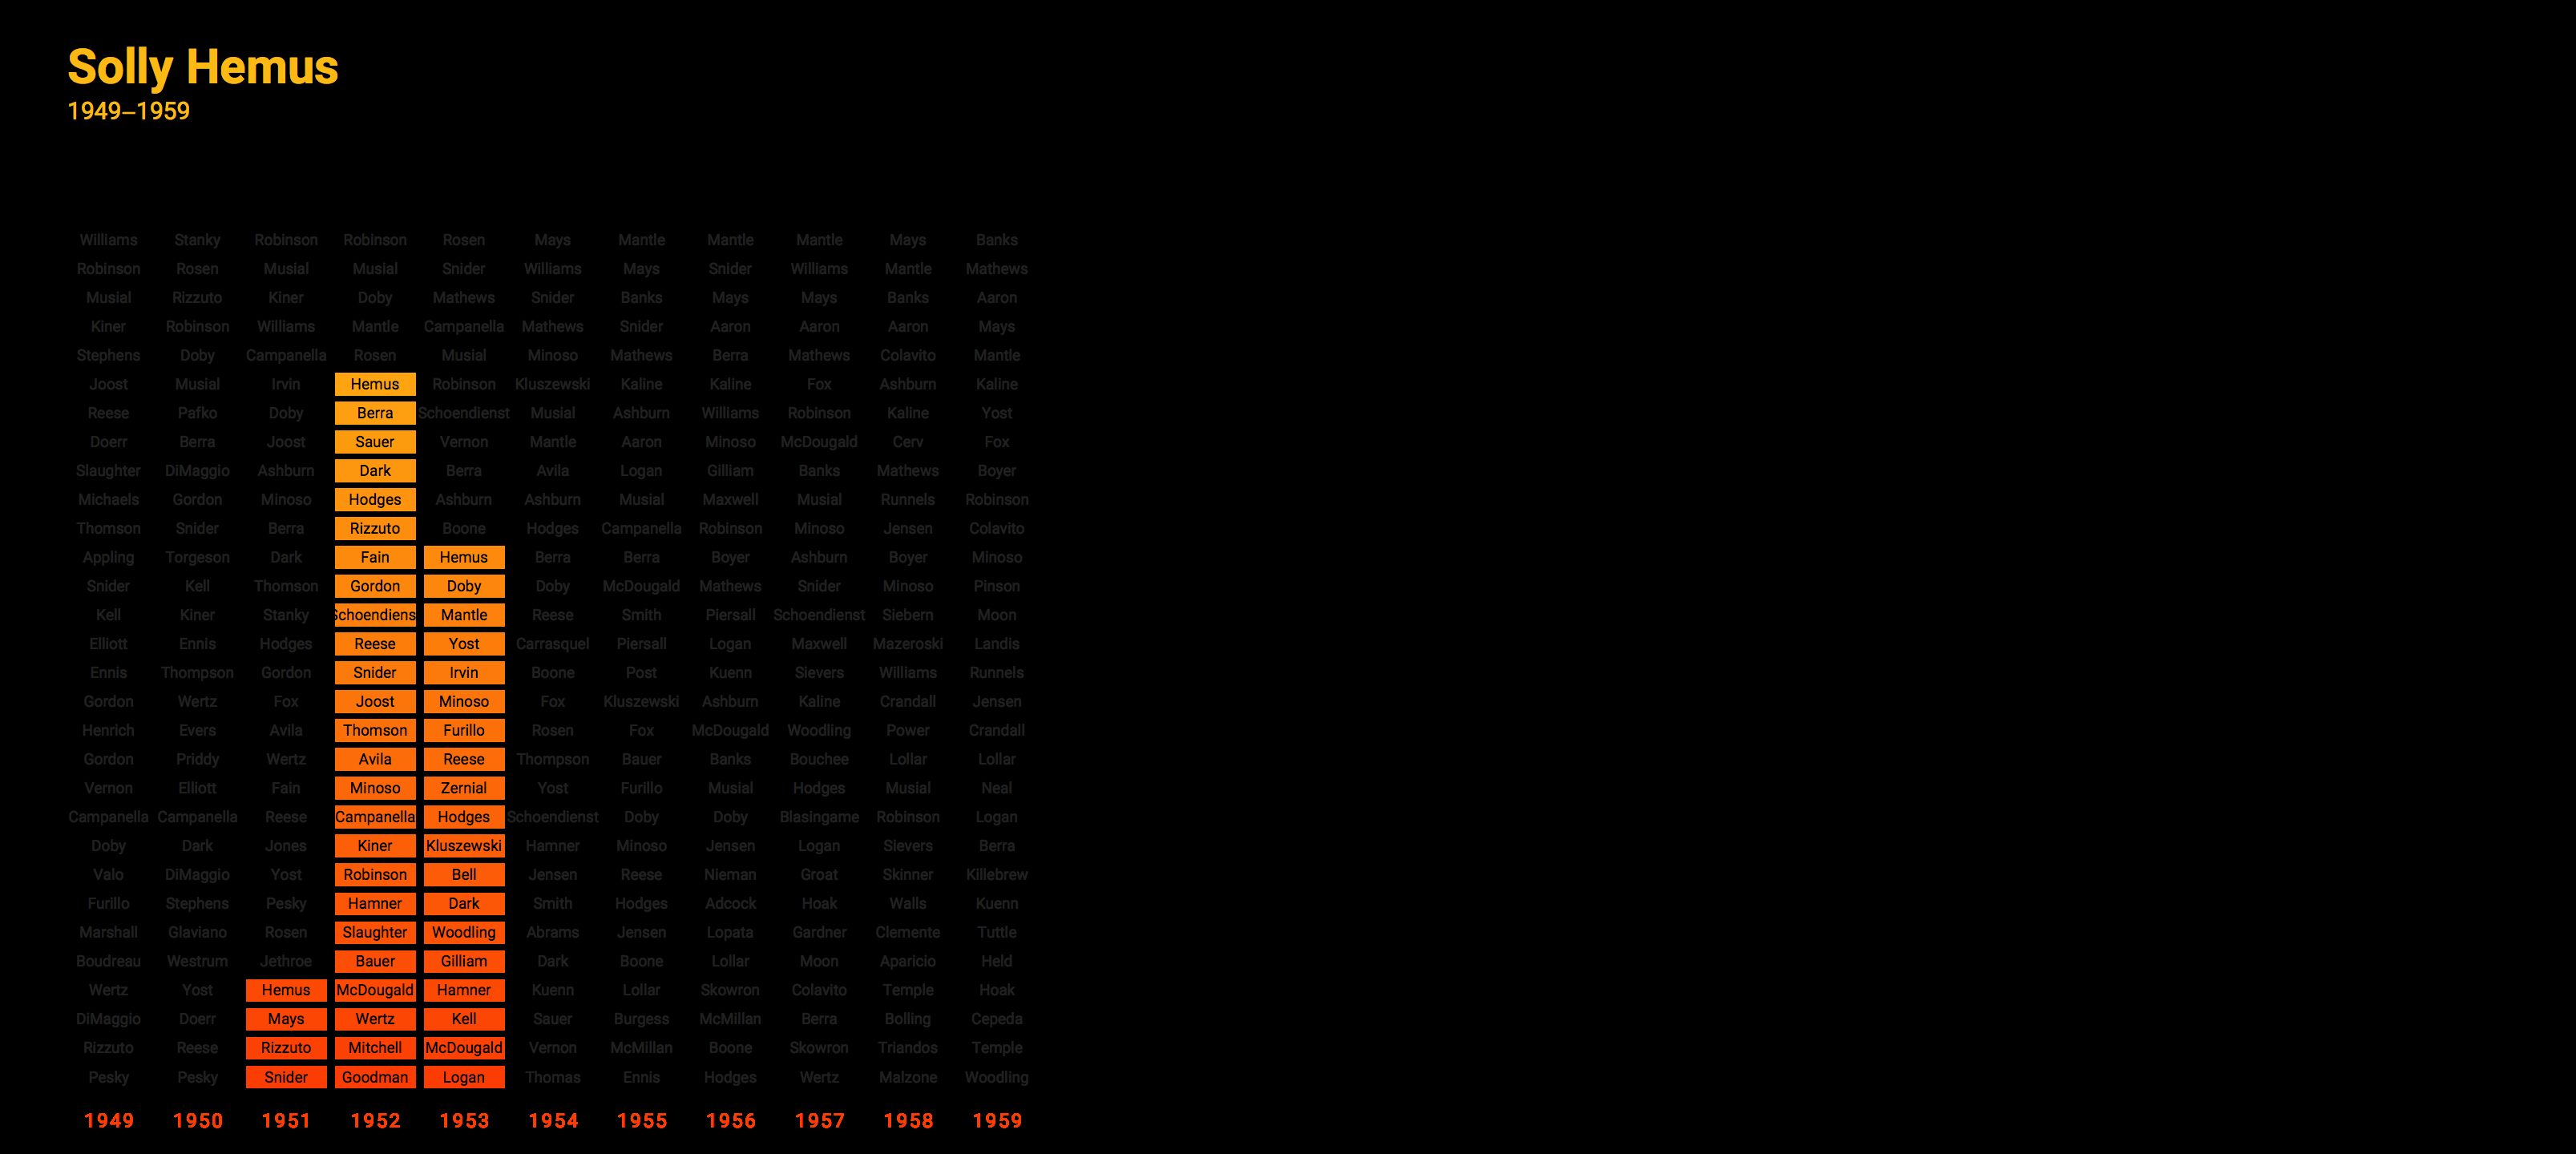 Solly Hemus
1949–1959
Williams Stanky Robinson Robinson Rosen Mays Mantle Mantle Mantle Mays Banks
Robinson Rosen Musial Musial Snider Williams Mays Snider Williams Mantle Mathews
Musial Rizzuto Kiner Doby Mathews Snider Banks Mays Mays Banks Aaron
Kiner Robinson Williams Mantle Campanella Mathews Snider Aaron Aaron Aaron Mays
Stephens Doby Campanella Rosen Musial Minoso Mathews Berra Mathews Colavito Mantle
Joost Musial Irvin Hemus Robinson Kluszewski Kaline Kaline Fox Ashburn Kaline
Reese Pafko Doby Berra Schoendienst Musial Ashburn Williams Robinson Kaline Yost
Doerr Berra Joost Sauer Vernon Mantle Aaron Minoso McDougald Cerv Fox
Slaughter DiMaggio Ashburn Dark Berra Avila Logan Gilliam Banks Mathews Boyer
Michaels Gordon Minoso Hodges Ashburn Ashburn Musial Maxwell Musial Runnels Robinson
Thomson Snider Berra Rizzuto Boone Hodges Campanella Robinson Minoso Jensen Colavito
Appling Torgeson Dark Fain Hemus Berra Berra Boyer Ashburn Boyer Minoso
Snider Kell Thomson Gordon Doby Doby McDougald Mathews Snider Minoso Pinson
Kell Kiner Stanky Schoendiens Mantle Reese Smith Piersall Schoendienst Siebern Moon
Elliott Ennis Hodges Reese Yost Carrasquel Piersall Logan Maxwell Mazeroski Landis
Ennis Thompson Gordon Snider Irvin Boone Post Kuenn Sievers Williams Runnels
Gordon Wertz Fox Joost Minoso Fox Kluszewski Ashburn Kaline Crandall Jensen
Henrich Evers Avila Thomson Furillo Rosen Fox McDougald Woodling Power Crandall
Gordon Priddy Wertz Avila Reese Thompson Bauer Banks Bouchee Lollar Lollar
Vernon Elliott Fain Minoso Zernial Yost Furillo Musial Hodges Musial Neal
Campanella Campanella Reese Campanella Hodges Schoendienst Doby Doby Blasingame Robinson Logan
Doby Dark Jones Kiner Kluszewski Hamner Minoso Jensen Logan Sievers Berra
Valo DiMaggio Yost Robinson Bell Jensen Reese Nieman Groat Skinner Killebrew
Furillo Stephens Pesky Hamner Dark Smith Hodges Adcock Hoak Walls Kuenn
Marshall Glaviano Rosen Slaughter Woodling Abrams Jensen Lopata Gardner Clemente Tuttle
Boudreau Westrum Jethroe Bauer Gilliam Dark Boone Lollar Moon Aparicio Held
Wertz Yost Hemus McDougald Hamner Kuenn Lollar Skowron Colavito Temple Hoak
DiMaggio Doerr Mays Wertz Kell Sauer Burgess McMillan Berra Bolling Cepeda
Rizzuto Reese Rizzuto Mitchell McDougald Vernon McMillan Boone Skowron Triandos Temple
Pesky Pesky Snider Goodman Logan Thomas Ennis Hodges Wertz Malzone Woodling
1949 1950 1951 1952 1953 1954 1955 1956 1957 1958 1959